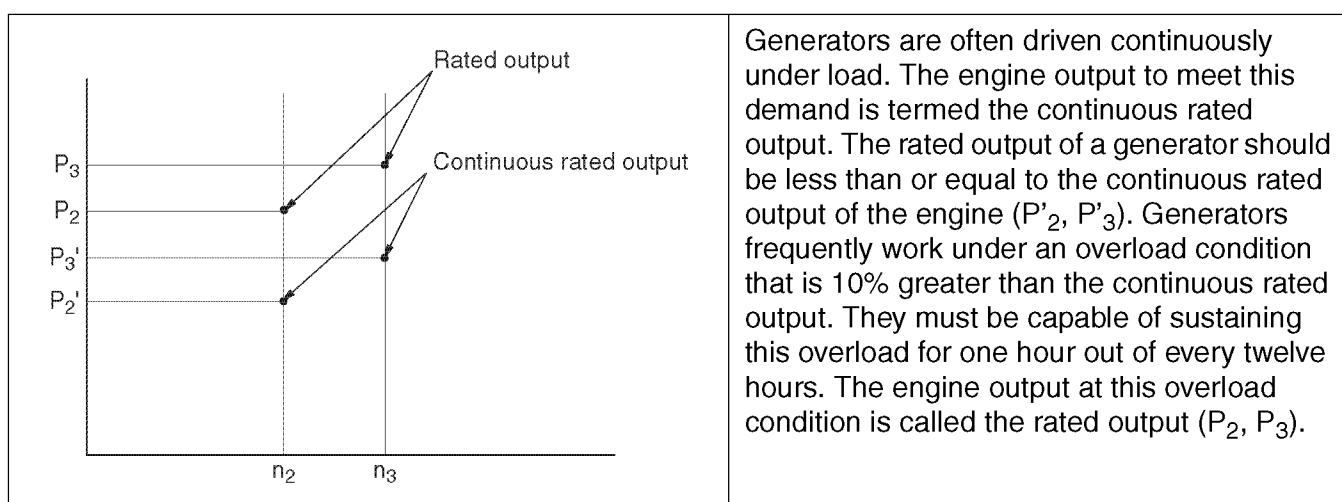 Rated output
Continuous rated output
P₃
P₂
P₃'
P₂'
n₂
n₃
Generators are often driven continuously
under load. The engine output to meet this
demand is termed the continuous rated
output. The rated output of a generator should
be less than or equal to the continuous rated
output of the engine (P'₂, P'₃). Generators
frequently work under an overload condition
that is 10% greater than the continuous rated
output. They must be capable of sustaining
this overload for one hour out of every twelve
hours. The engine output at this overload
condition is called the rated output (P₂, P₃).